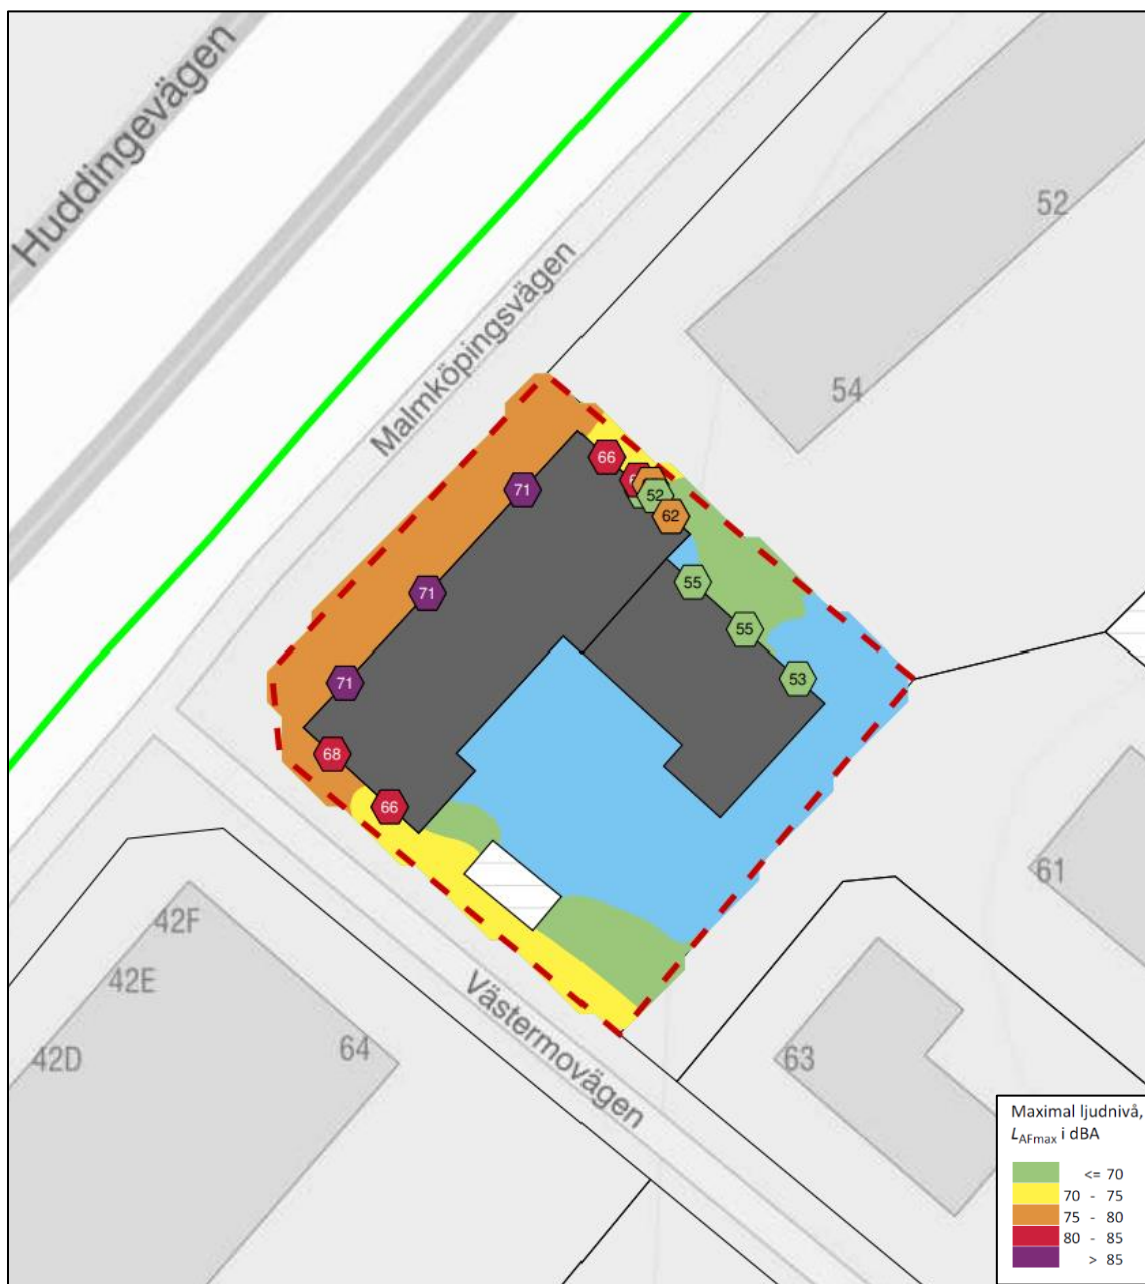 Huddingevägen
52
Malmköpingsvägen
54
66
71
52
62
71
55
55
71
53
68
66
61
42F
42E
Västermovägen
42D
64
63
Maximal ljudnivå,
LAFmax i dBA
<= 70
70 - 75
75 - 80
80 - 85
> 85